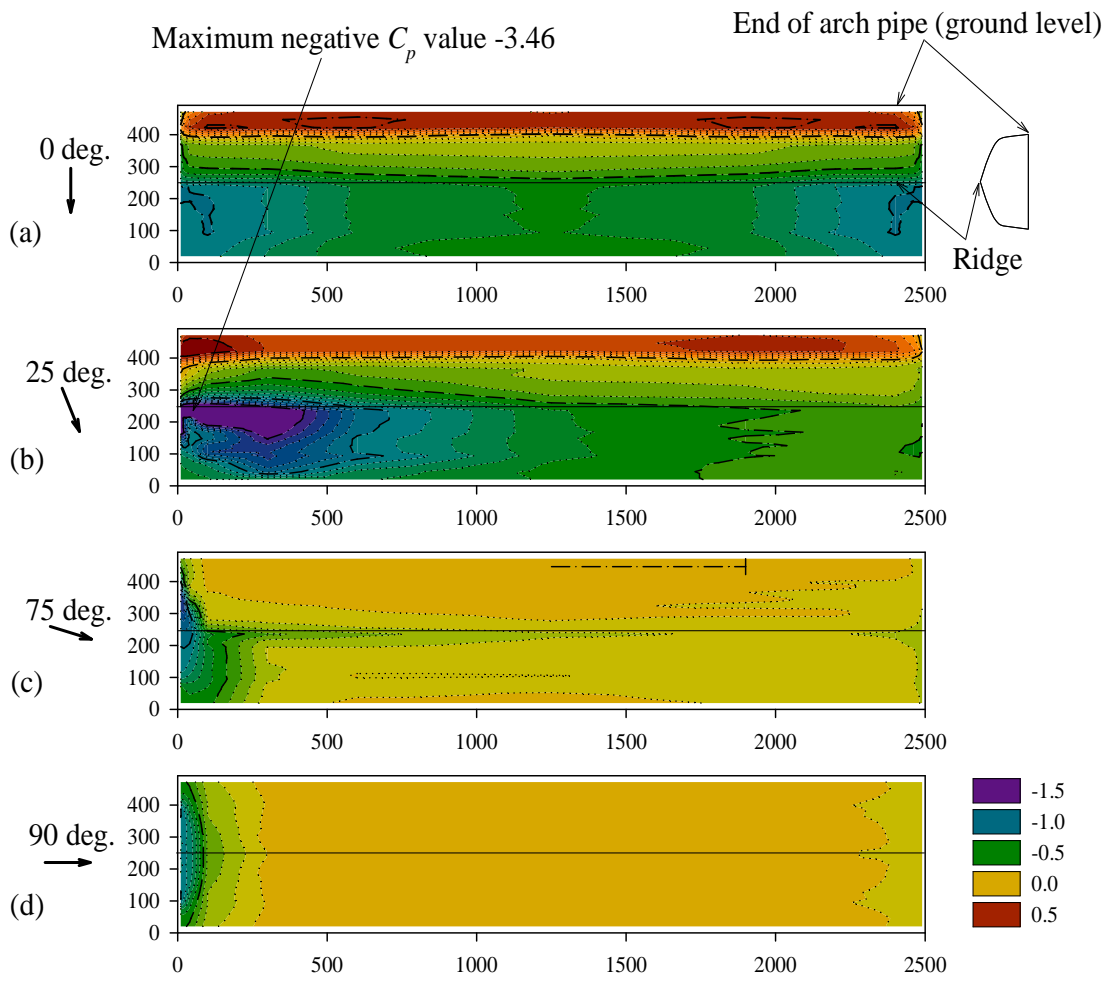 End of arch pipe (ground level)
Maximum negative Cp value -3.46
0 deg.
(a)
400
300
200
100
0
0 500 1000 1500 2000 2500
Ridge
25 deg.
(b)
400
300
200
100
0
0 500 1000 1500 2000 2500
75 deg.
(c)
400
300
200
100
0
0 500 1000 1500 2000 2500
90 deg.
(d)
400
300
200
100
0
0 500 1000 1500 2000 2500
-1.5
-1.0
-0.5
0.0
0.5